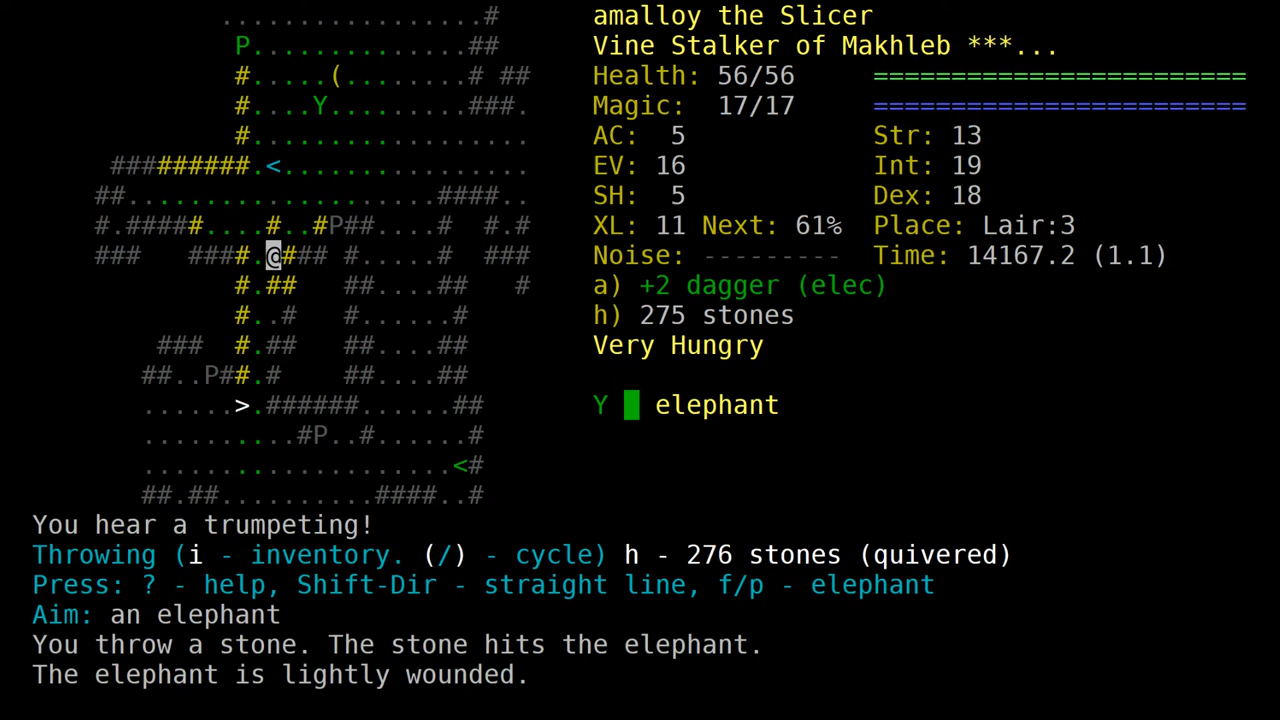 . . . . . . . . . . . . . . . . . #
P . . . . . . . . . . . . . . # #
# . . . . . ( . . . . . . . . # # #
# . . . . Y . . . . . . . . . # # # .
# . . . . . . . . . . . . . . . . . .
# # # # # # # # # . < . . . . . . . . . . . . . . . .
# # . . . . . . . . . . . . . . . . . . . . # # # # . .
# . # # # # # . . . . # . . # P # # . . . . # # . #
# # # # # # # . @ # # # # . . . . . # # # #
# . # # # # . . . . # # #
# . . # # . . . . . . #
# # # # . # # # # . . . . # #
# # . . P # # . # # # . . . . # #
. . . . . . > . # # # # # # . . . . . . # #
. . . . . . . . . . # P . . # . . . . . . #
. . . . . . . . . . . . . . . . . . . . < #
# # . # # . . . . . . . . . . # # # # . . #
amalloy the Slicer
Vine Stalker of Makhleb ***...
Health: 56/56 ========================
Magic: 17/17 ========================
AC: 5 Str: 13
EV: 16 Int: 19
SH: 5 Dex: 18
XL: 11 Next: 61% Place: Lair:3
Noise: --------- Time: 14167.2 (1.1)
a) +2 dagger (elec)
h) 275 stones
Very Hungry
Y elephant
You hear a trumpeting!
Throwing (i - inventory. (/) - cycle) h - 276 stones (quivered)
Press: ? - help, Shift-Dir - straight line, f/p - elephant
Aim: an elephant
You throw a stone. The stone hits the elephant.
The elephant is lightly wounded.